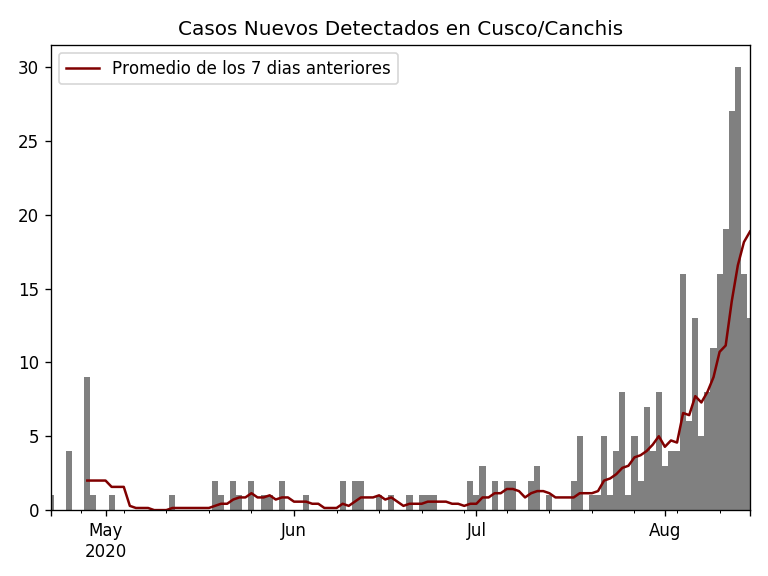 Casos Nuevos Detectados en Cusco/Canchis
Promedio de los 7 dias anteriores
30
25
20
15
10
5
0
May
2020
Jun
Jul
Aug